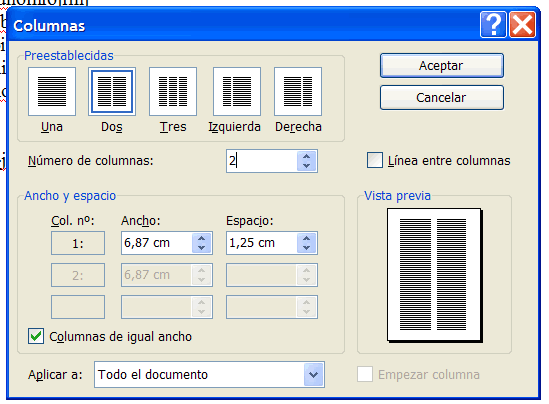 Columnas
Preestablecidas
Una
Dos
Tres
Izquierda
Derecha
Aceptar
Cancelar
Número de columnas:
2
Línea entre columnas
Ancho y espacio
Col. nº:
Ancho:
Espacio:
1:
6,87 cm
1,25 cm
2:
6,87 cm
Columnas de igual ancho
Vista previa
Aplicar a:
Todo el documento
Empezar columna